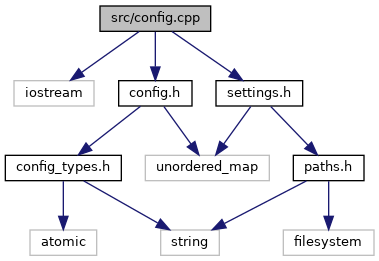 src/config.cpp
iostream
config.h
settings.h
config_types.h
unordered_map
paths.h
atomic
string
filesystem